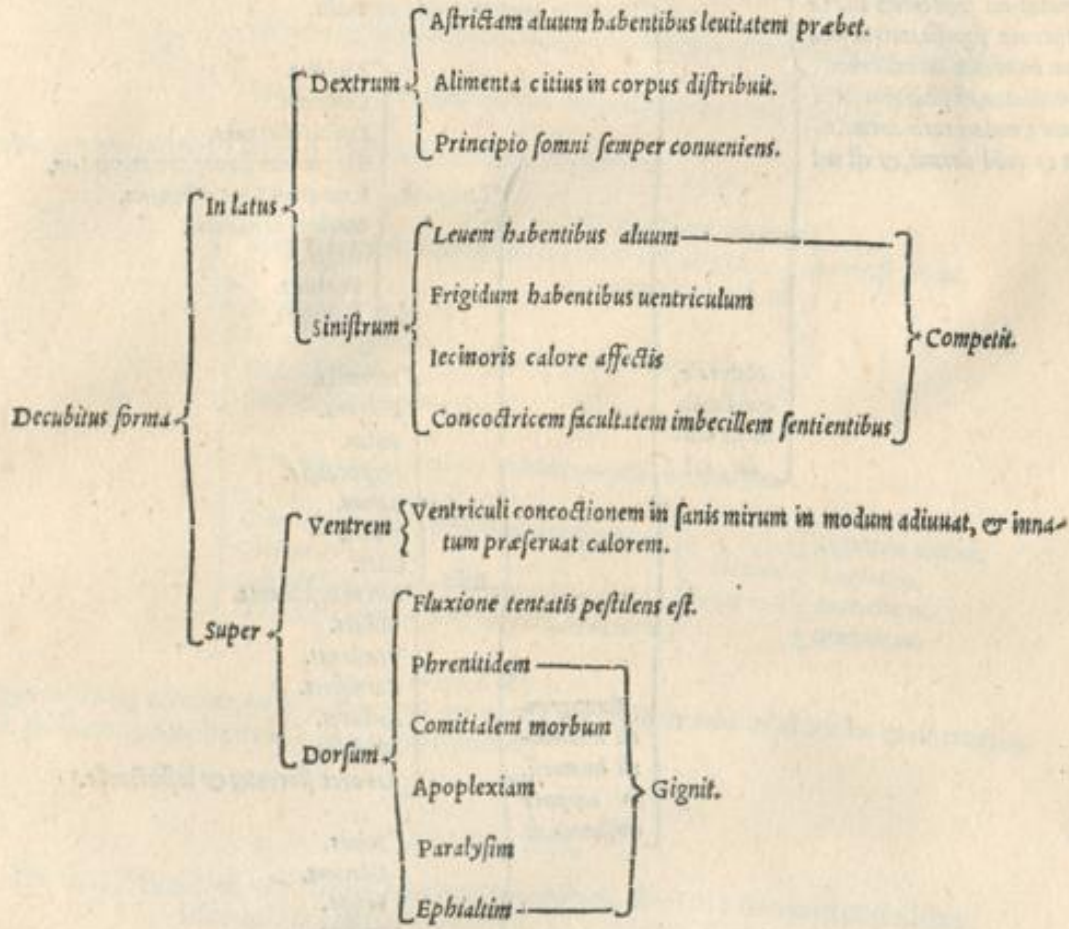 Aſtrictam aluum habentibus leuitatem præbet.
Dextrum
Alimenta citius in corpus diſtribuit.
Principio ſomni ſemper conueniens.
In latus
Leuem habentibus aluum
Frigidum habentibus uentriculum
Siniſtrum
Competit.
Iecinoris calore affectis
Concoctricem facultatem imbecillem ſentientibus
Decubitus forma
Ventrem
Ventriculi concoctionem in ſanis mirum in modum adiuuat, & inna-
tum præſeruat calorem.
Super
Fluxione tentatis peſtilens eſt.
Phrenitidem
Comitialem morbum
Dorſum
Apoplexiam
Gignit.
Paralyſim
Ephialtim